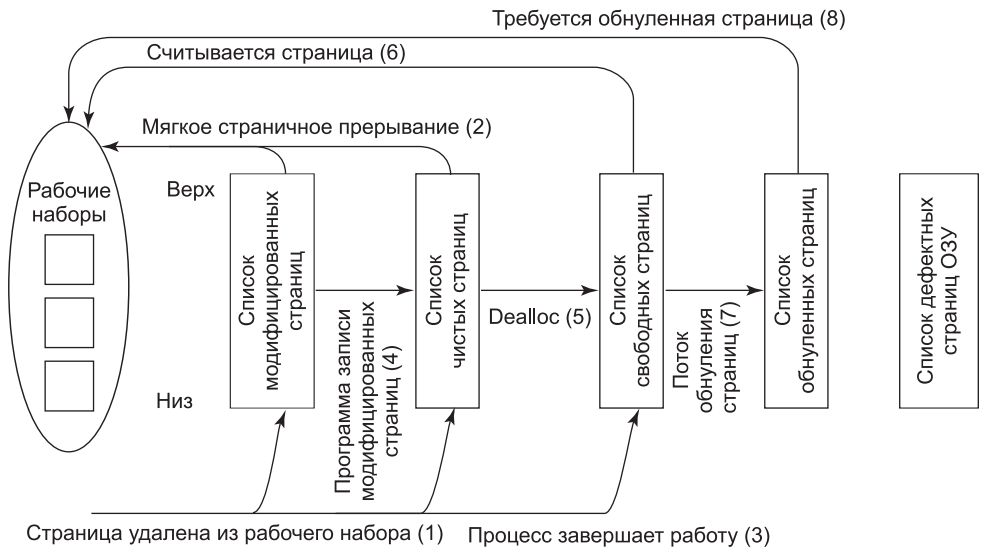 Требуется обнуленная страница (8)
Считывается страница (6)
Мягкое страничное прерывание (2)
Рабочие
наборы
Верх
Низ
Список
модифицированных
страниц
Программа записи
модифицированных
страниц (4)
Список
чистых страниц
Dealloc (5)
Список
свободных страниц
Поток
обнуления
страниц (7)
Список
обнуленных страниц
Список дефектных
страниц ОЗУ
Страница удалена из рабочего набора (1)
Процесс завершает работу (3)